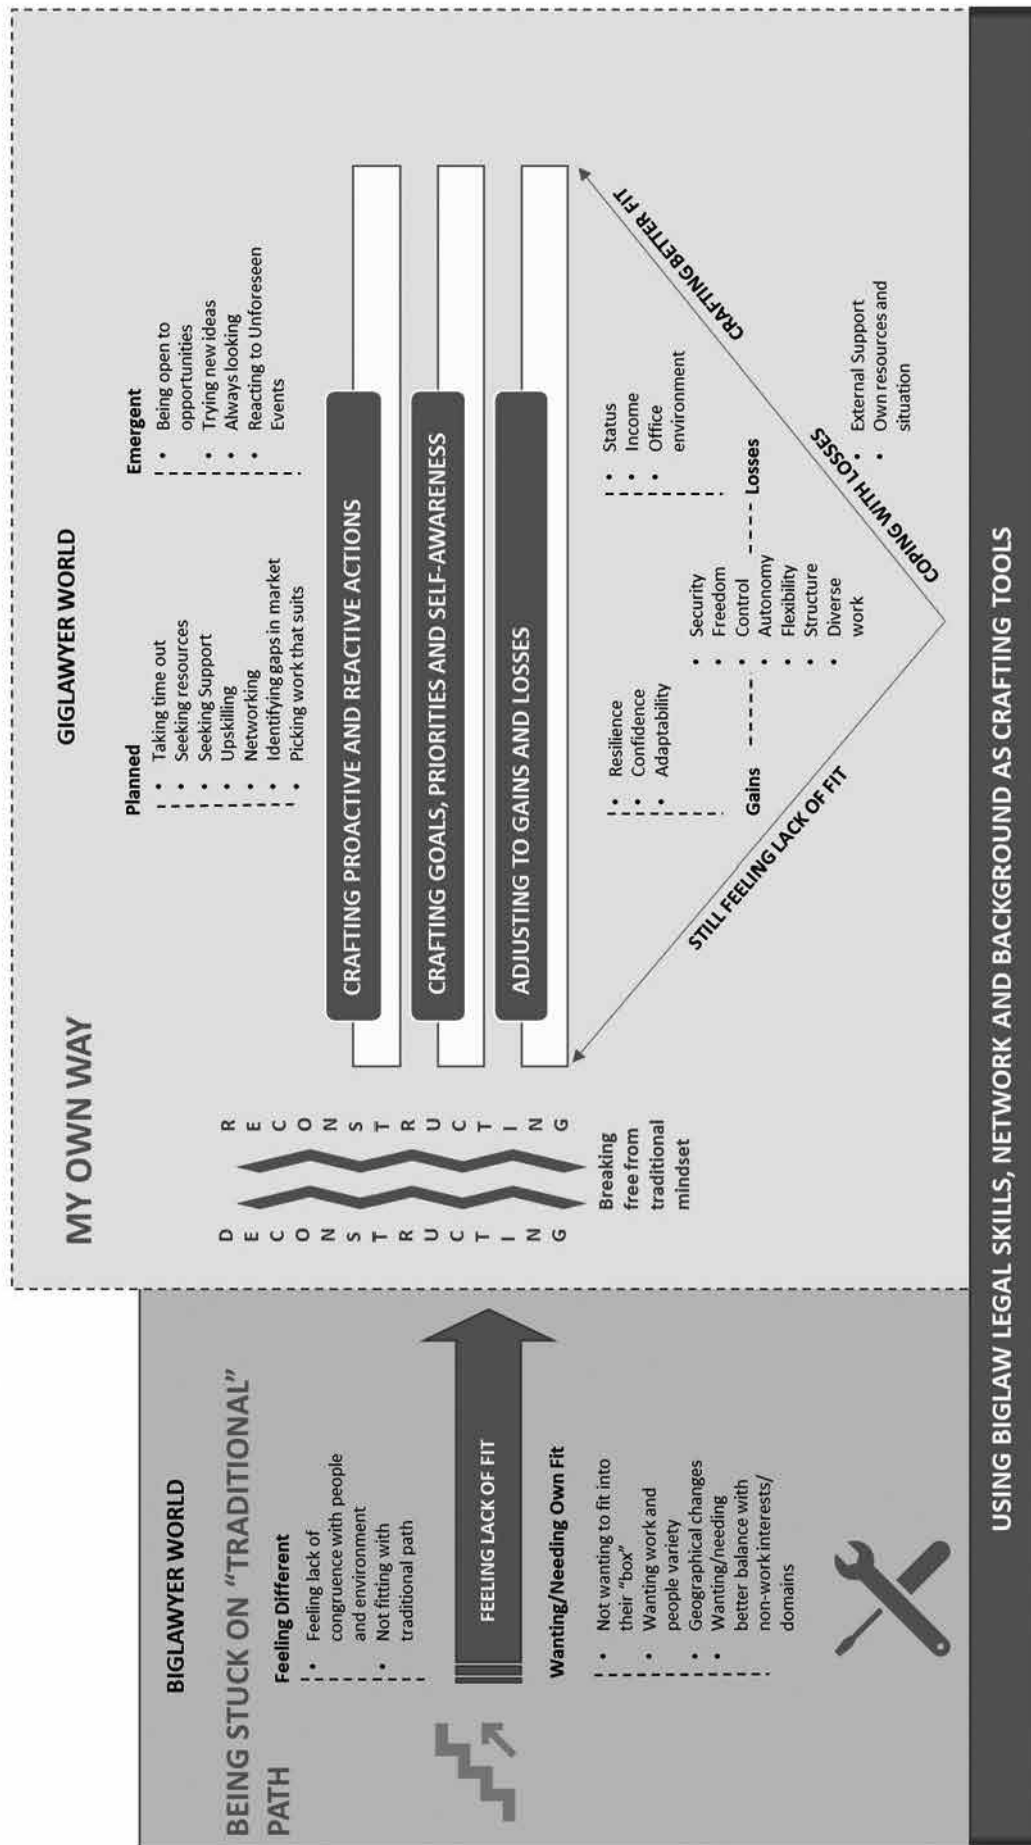 BIGLAWYER WORLD
BEING STUCK ON "TRADITIONAL"
PATH
Feeling Different
• Feeling lack of
congruence with people
and environment
• Not fitting with
traditional path
FEELING LACK OF FIT
Wanting/Needing Own Fit
• Not wanting to fit into
their "box"
• Wanting work and
people variety
• Geographical changes
• Wanting/needing
better balance with
non-work interests/
domains
GIGLAWYER WORLD
MY OWN WAY
DECONSTRUCTING
RECONSTRUCTING
Breaking
free from
traditional
mindset
Planned
• Taking time out
• Seeking resources
• Seeking Support
• Upskilling
• Networking
• Identifying gaps in market
• Picking work that suits
Emergent
• Being open to
opportunities
• Trying new ideas
• Always looking
• Reacting to Unforeseen
Events
CRAFTING PROACTIVE AND REACTIVE ACTIONS
CRAFTING GOALS, PRIORITIES AND SELF-AWARENESS
ADJUSTING TO GAINS AND LOSSES
• Resilience
• Confidence
• Adaptability
Gains
• Security
• Freedom
• Control
• Autonomy
• Flexibility
• Structure
• Diverse
work
• Status
• Income
• Office
environment
Losses
STILL FEELING LACK OF FIT
COPING WITH LOSSES
CRAFTING BETTER FIT
• External Support
• Own resources and
situation
USING BIGLAW LEGAL SKILLS, NETWORK AND BACKGROUND AS CRAFTING TOOLS